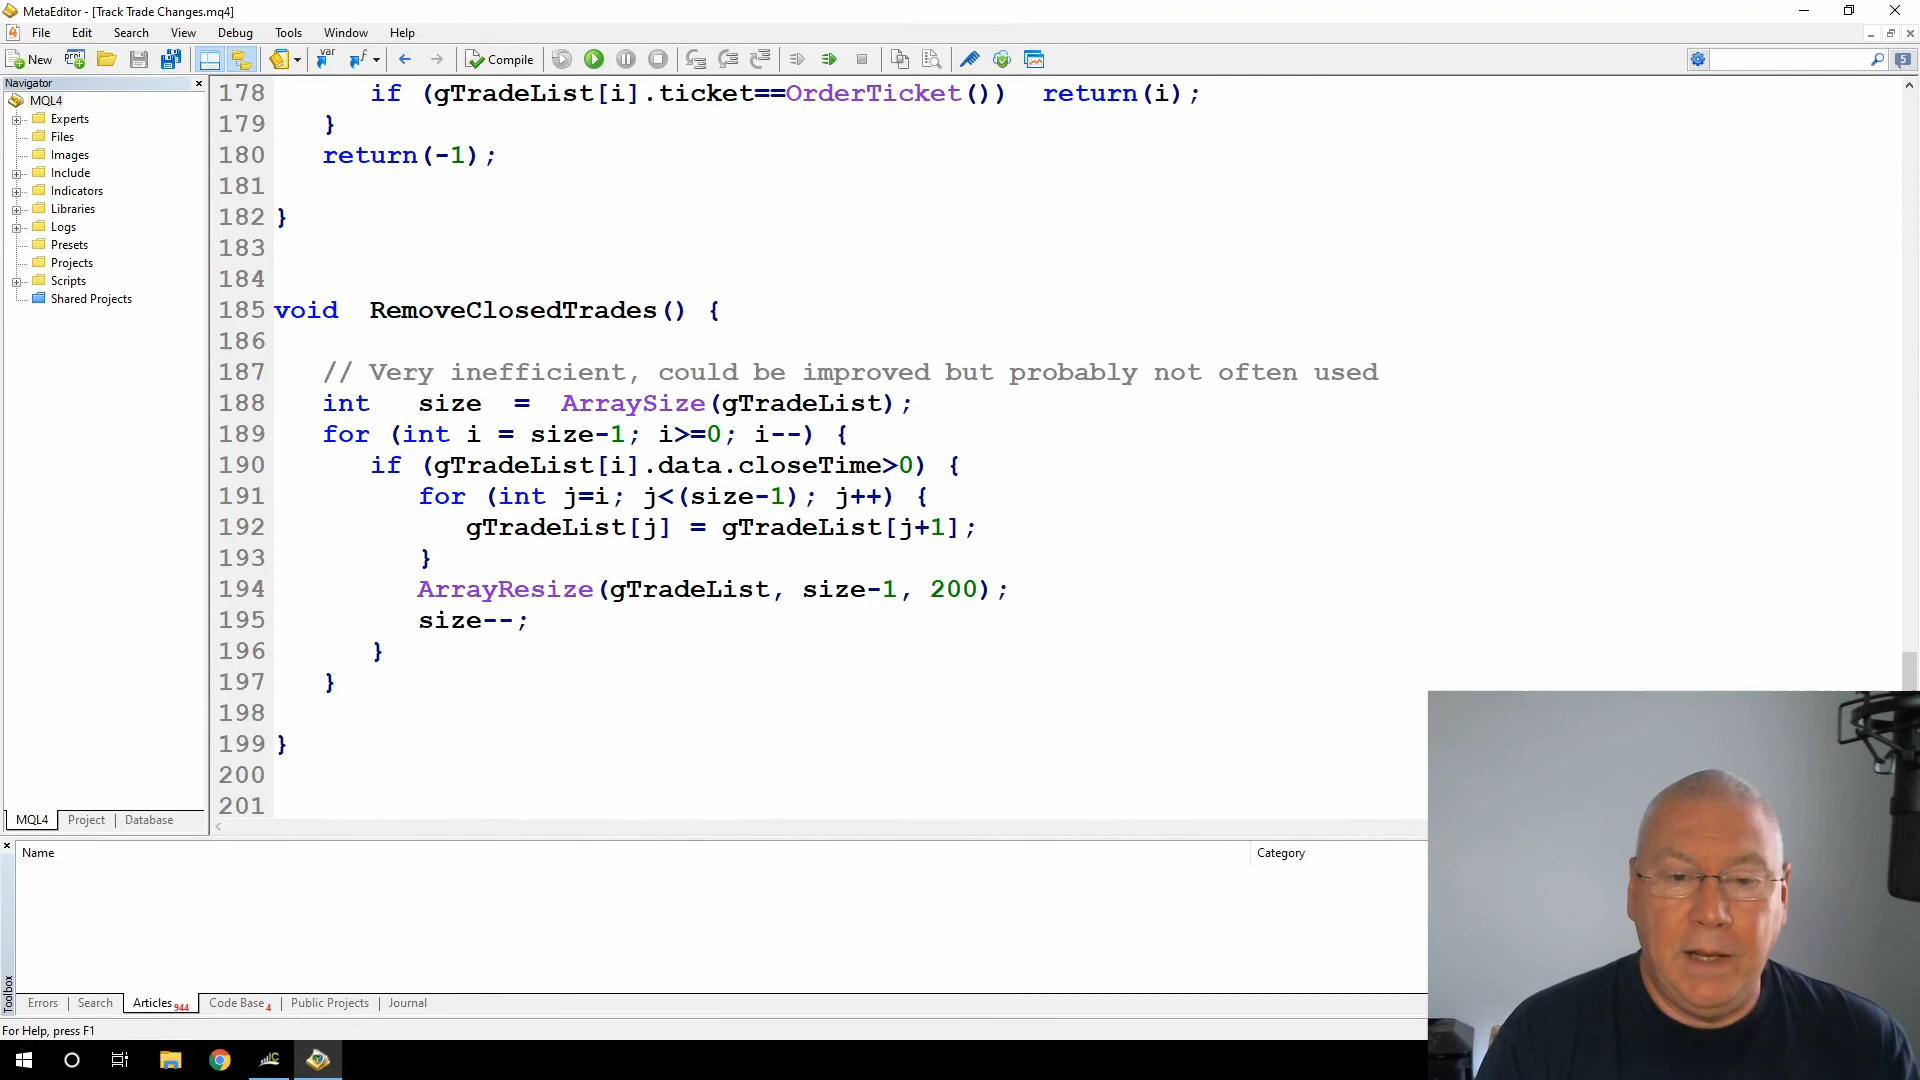 MetaEditor - [Track Trade Changes.mq4]
File Edit Search View Debug Tools Window Help
New Compile
Navigator
MQL4
Experts
Files
Images
Include
Indicators
Libraries
Logs
Presets
Projects
Scripts
Shared Projects
MQL4 Project Database
178 if (gTradeList[i].ticket==OrderTicket()) return(i);
179 }
180 return(-1);
181
182 }
183
184
185 void RemoveClosedTrades() {
186
187 // Very inefficient, could be improved but probably not often used
188 int size = ArraySize(gTradeList);
189 for (int i = size-1; i>=0; i--) {
190 if (gTradeList[i].data.closeTime>0) {
191 for (int j=i; j<(size-1); j++) {
192 gTradeList[j] = gTradeList[j+1];
193 }
194 ArrayResize(gTradeList, size-1, 200);
195 size--;
196 }
197 }
198
199 }
200
201
Name Category
Toolbox
Errors Search Articles 944 Code Base 4 Public Projects Journal
For Help, press F1